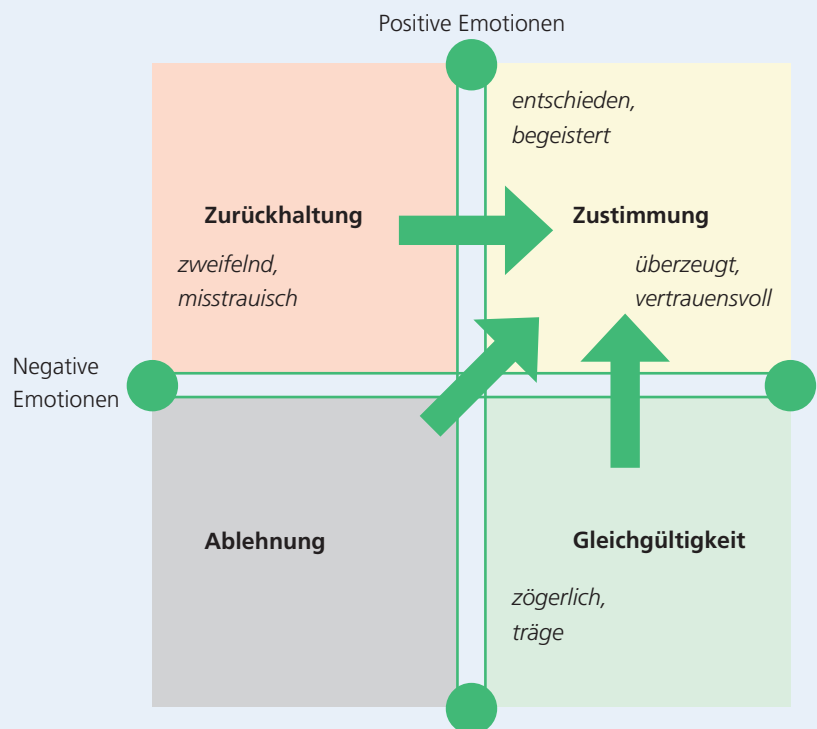 Positive Emotionen
entschieden,
begeistert
Zurückhaltung
Zustimmung
zweifelnd,
misstrauisch
überzeugt,
vertrauensvoll
Negative
Emotionen
Ablehnung
Gleichgültigkeit
zögerlich,
träge